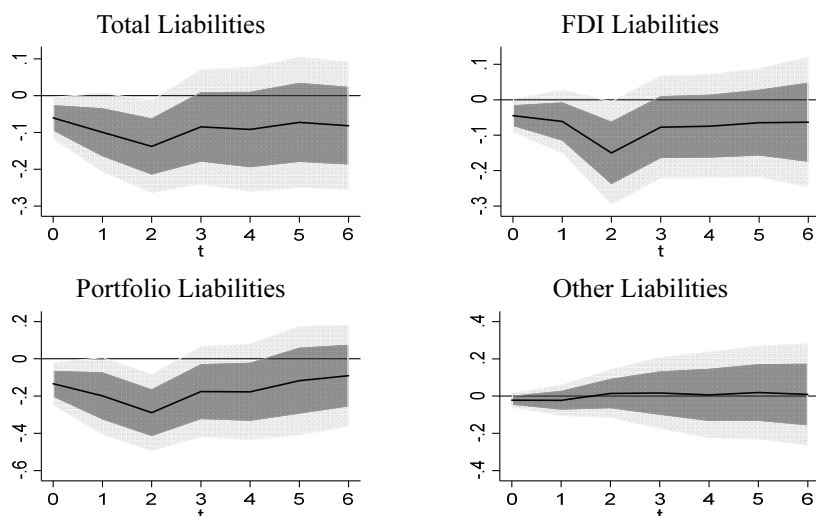 Total Liabilities
.1
0
-.1
-.2
-.3
0 1 2 3 4 5 6
t
FDI Liabilities
.1
0
-.1
-.2
-.3
0 1 2 3 4 5 6
t
Portfolio Liabilities
.2
0
-.2
-.4
-.6
0 1 2 3 4 5 6
t
Other Liabilities
.4
.2
0
-.2
-.4
0 1 2 3 4 5 6
t